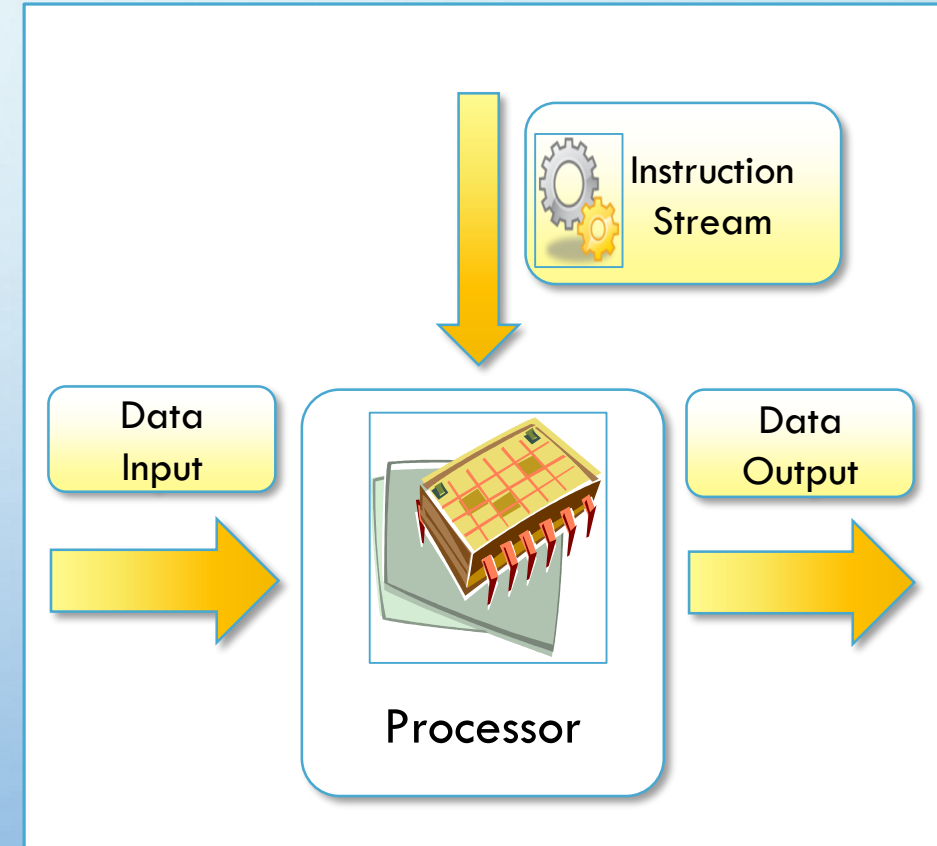 Instruction
Stream
Data
Input
Data
Output
Processor